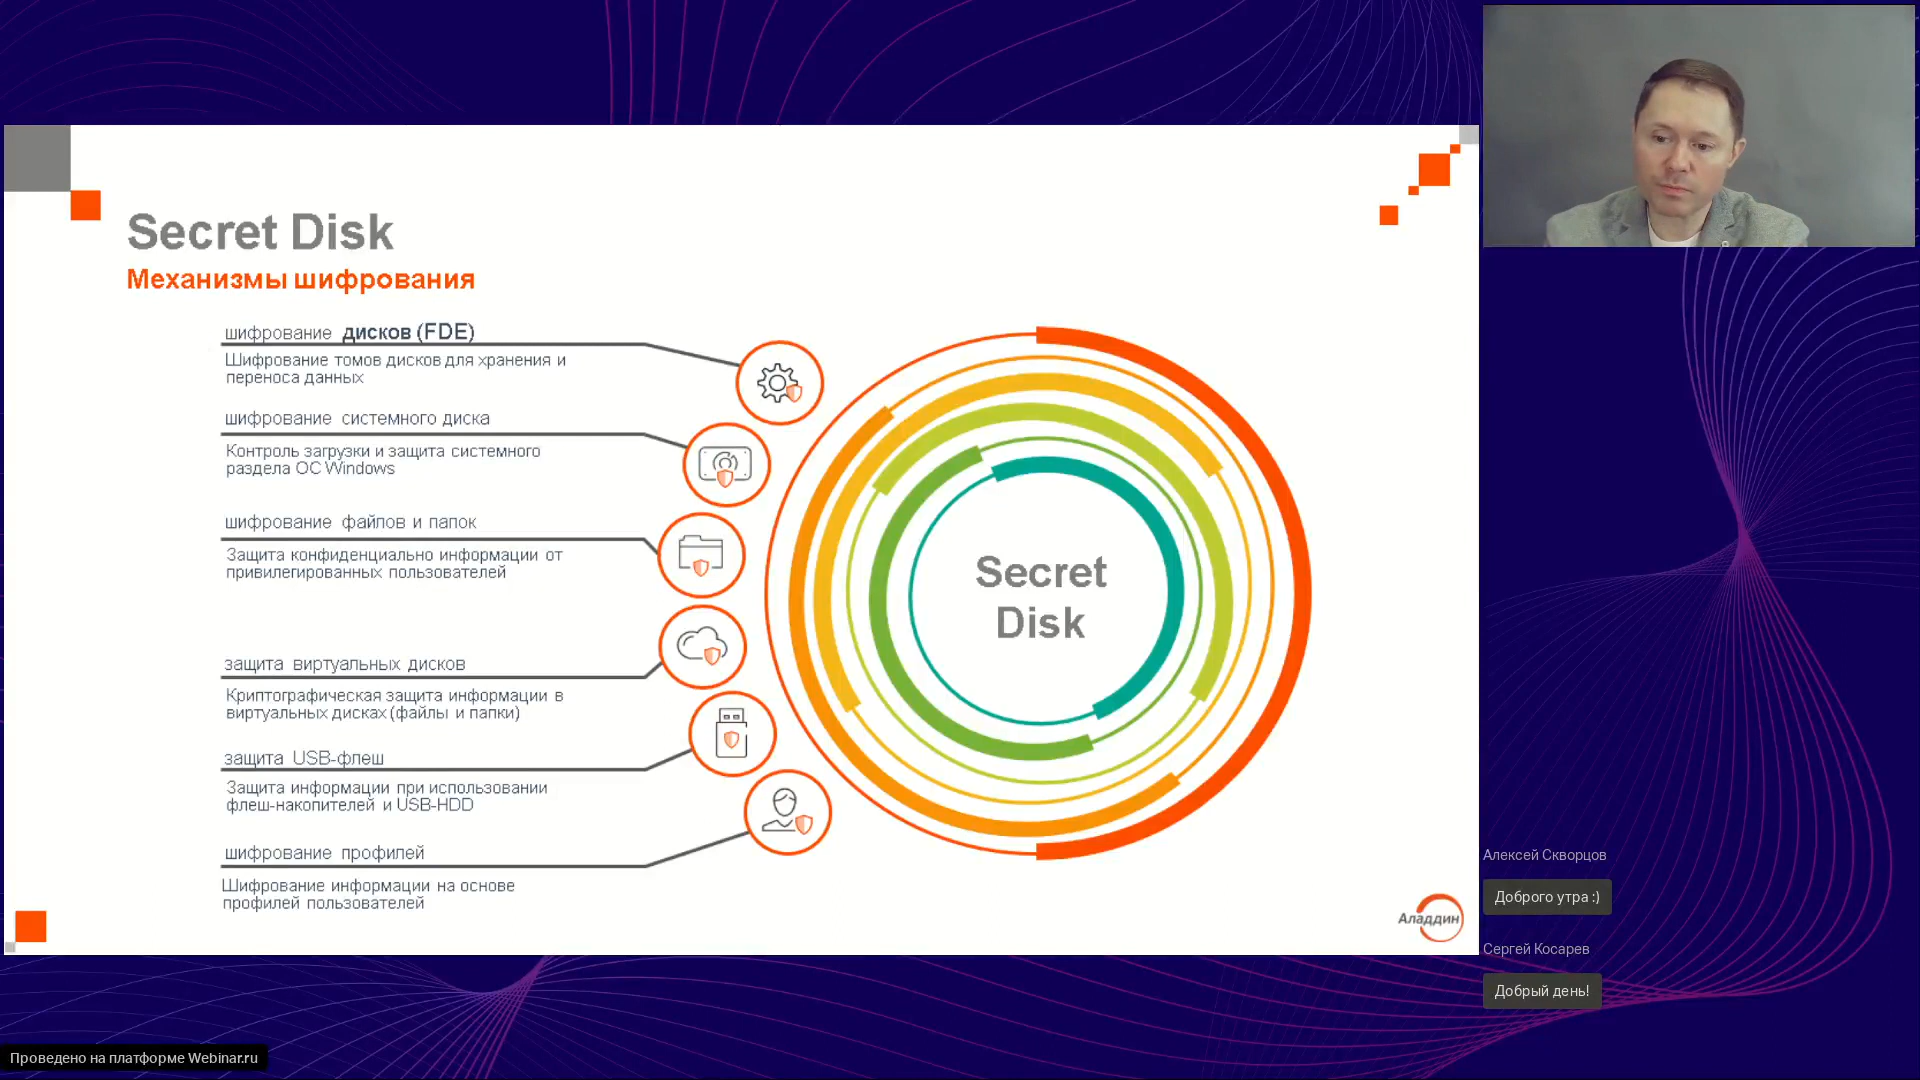 Secret Disk
Механизмы шифрования
шифрование дисков (FDE)
Шифрование томов дисков для хранения и
переноса данных
шифрование системного диска
Контроль загрузки и защита системного
раздела ОС Windows
шифрование файлов и папок
Защита конфиденциально информации от
привилегированных пользователей
защита виртуальных дисков
Криптографическая защита информации в
виртуальных дисках (файлы и папки)
защита USB-флеш
Защита информации при использовании
флеш-накопителей и USB-HDD
шифрование профилей
Шифрование информации на основе
профилей пользователей
Secret
Disk
Аладдин
Алексей Скворцов
Доброго утра :)
Сергей Косарев
Добрый день!
Проведено на платформе Webinar.ru